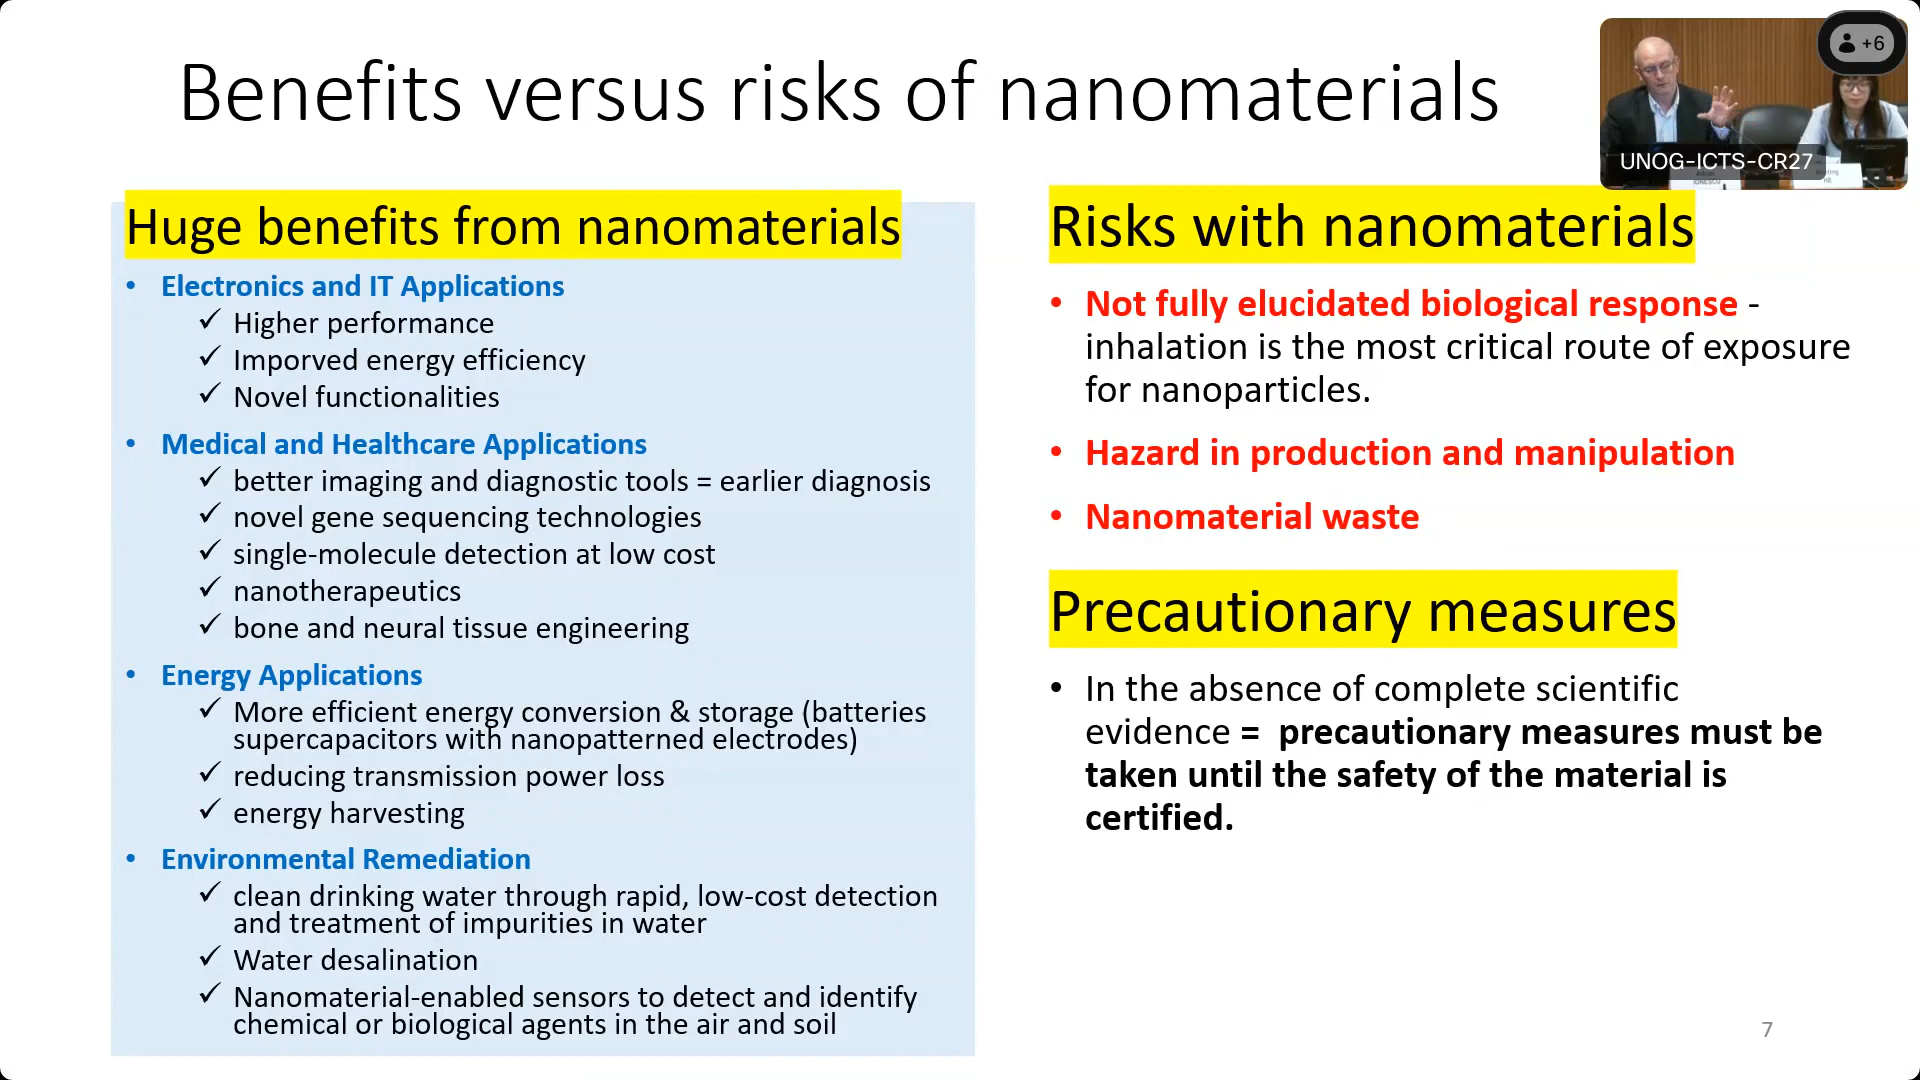 Benefits versus risks of nanomaterials
+6
UNOG-ICTS-CR27
IONESCU
HE
Huge benefits from nanomaterials
• Electronics and IT Applications
✓ Higher performance
✓ Imporved energy efficiency
✓ Novel functionalities
• Medical and Healthcare Applications
✓ better imaging and diagnostic tools = earlier diagnosis
✓ novel gene sequencing technologies
✓ single-molecule detection at low cost
✓ nanotherapeutics
✓ bone and neural tissue engineering
• Energy Applications
✓ More efficient energy conversion & storage (batteries
supercapacitors with nanopatterned electrodes)
✓ reducing transmission power loss
✓ energy harvesting
• Environmental Remediation
✓ clean drinking water through rapid, low-cost detection
and treatment of impurities in water
✓ Water desalination
✓ Nanomaterial-enabled sensors to detect and identify
chemical or biological agents in the air and soil
Risks with nanomaterials
• Not fully elucidated biological response -
inhalation is the most critical route of exposure
for nanoparticles.
• Hazard in production and manipulation
• Nanomaterial waste
Precautionary measures
• In the absence of complete scientific
evidence = precautionary measures must be
taken until the safety of the material is
certified.
7